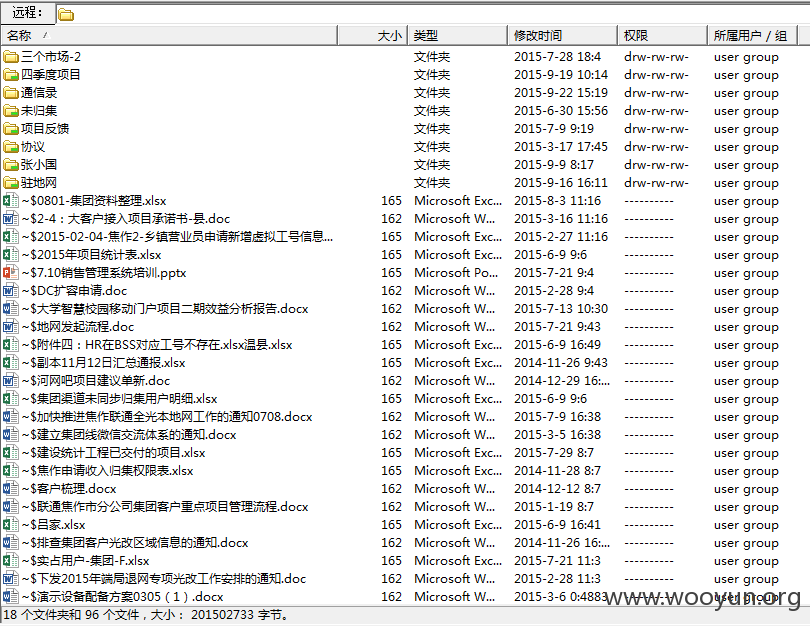 远程：
名称 大小 类型 修改时间 权限 所属用户 / 组
三个市场-2 文件夹 2015-7-28 18:4 drw-rw-rw- user group
四季度项目 文件夹 2015-9-19 10:14 drw-rw-rw- user group
通信录 文件夹 2015-9-22 15:19 drw-rw-rw- user group
未归集 文件夹 2015-6-30 15:56 drw-rw-rw- user group
项目反馈 文件夹 2015-7-9 9:19 drw-rw-rw- user group
协议 文件夹 2015-3-17 17:45 drw-rw-rw- user group
张小国 文件夹 2015-9-9 8:17 drw-rw-rw- user group
驻地网 文件夹 2015-9-16 16:11 drw-rw-rw- user group
~$0801-集团资料整理.xlsx 165 Microsoft Exc... 2015-8-3 11:16 ---------- user group
~$2-4：大客户接入项目承诺书-县.doc 162 Microsoft W... 2015-3-16 11:16 ---------- user group
~$2015-02-04-焦作2-乡镇营业员申请新增虚拟工号信息... 165 Microsoft Exc... 2015-2-27 11:16 ---------- user group
~$2015年项目统计表.xlsx 165 Microsoft Exc... 2015-6-9 9:6 ---------- user group
~$7.10销售管理系统培训.pptx 165 Microsoft Po... 2015-7-21 9:4 ---------- user group
~$DC扩容申请.doc 162 Microsoft W... 2015-2-28 9:4 ---------- user group
~$大学智慧校园移动门户项目二期效益分析报告.docx 162 Microsoft W... 2015-7-13 10:30 ---------- user group
~$地网发起流程.doc 162 Microsoft W... 2015-7-21 9:43 ---------- user group
~$附件四：HR在BSS对应工号不存在.xlsx温县.xlsx 165 Microsoft Exc... 2015-6-9 16:49 ---------- user group
~$副本11月12日汇总通报.xlsx 165 Microsoft Exc... 2014-11-26 9:43 ---------- user group
~$河网吧项目建议单新.doc 162 Microsoft W... 2014-12-29 16:... ---------- user group
~$集团渠道未同步归集用户明细.xlsx 165 Microsoft Exc... 2015-6-9 9:6 ---------- user group
~$加快推进焦作联通全光本地网工作的通知0708.docx 162 Microsoft W... 2015-7-9 16:38 ---------- user group
~$建立集团线微信交流体系的通知.docx 162 Microsoft W... 2015-3-5 16:38 ---------- user group
~$建设统计工程已交付的项目.xlsx 165 Microsoft Exc... 2015-7-29 8:7 ---------- user group
~$焦作申请收入归集权限表.xlsx 165 Microsoft Exc... 2014-11-28 8:7 ---------- user group
~$客户梳理.docx 162 Microsoft W... 2014-12-12 8:7 ---------- user group
~$联通焦作市分公司集团客户重点项目管理流程.docx 162 Microsoft W... 2015-1-19 8:7 ---------- user group
~$吕家.xlsx 165 Microsoft Exc... 2015-6-9 16:41 ---------- user group
~$排查集团客户光改区域信息的通知.docx 162 Microsoft W... 2014-11-26 16:... ---------- user group
~$实占用户-集团-F.xlsx 165 Microsoft Exc... 2015-7-21 11:3 ---------- user group
~$下发2015年端局退网专项光改工作安排的通知.doc 162 Microsoft W... 2015-2-28 11:3 ---------- user group
~$演示设备配备方案0305（1）.docx 162 Microsoft W... 2015-3-6 0:4883 ---------- user group
www.wooyun.org
18 个文件夹和 96 个文件，大小： 201502733 字节。